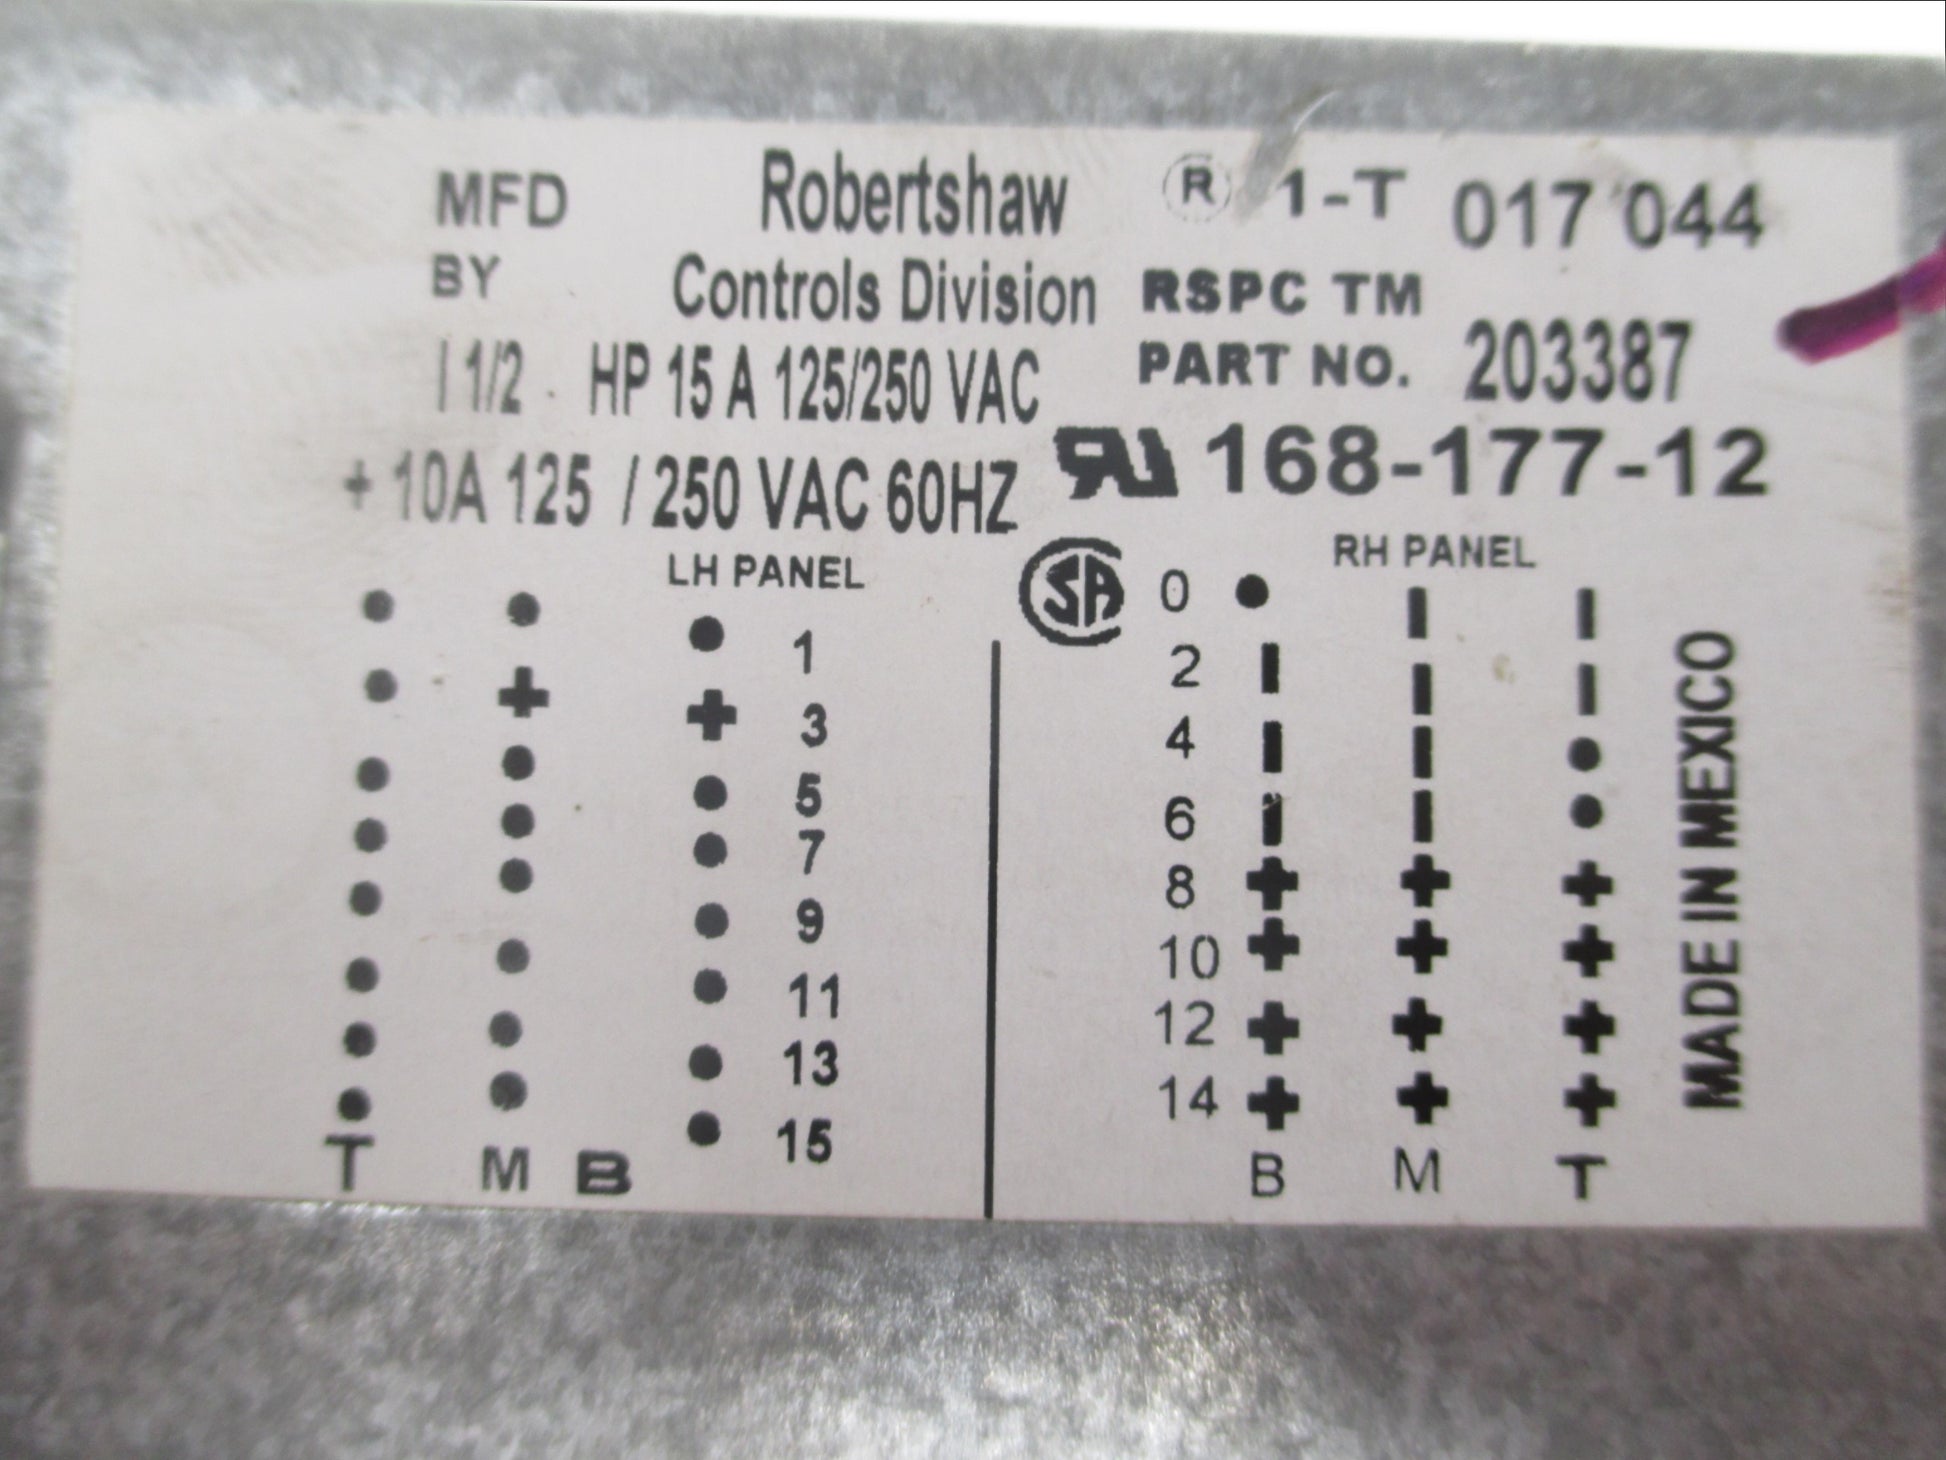 MFD Robertshaw ® 1-T 017 044
BY Controls Division RSPC TM
1 1/2 HP 15 A 125/250 VAC PART NO. 203387
+ 10A 125 / 250 VAC 60HZ RU 168-177-12
LH PANEL
1
3
5
7
9
11
13
15
T M B
SA
RH PANEL
0
2
4
6
8
10
12
14
B M T
MADE IN MEXICO